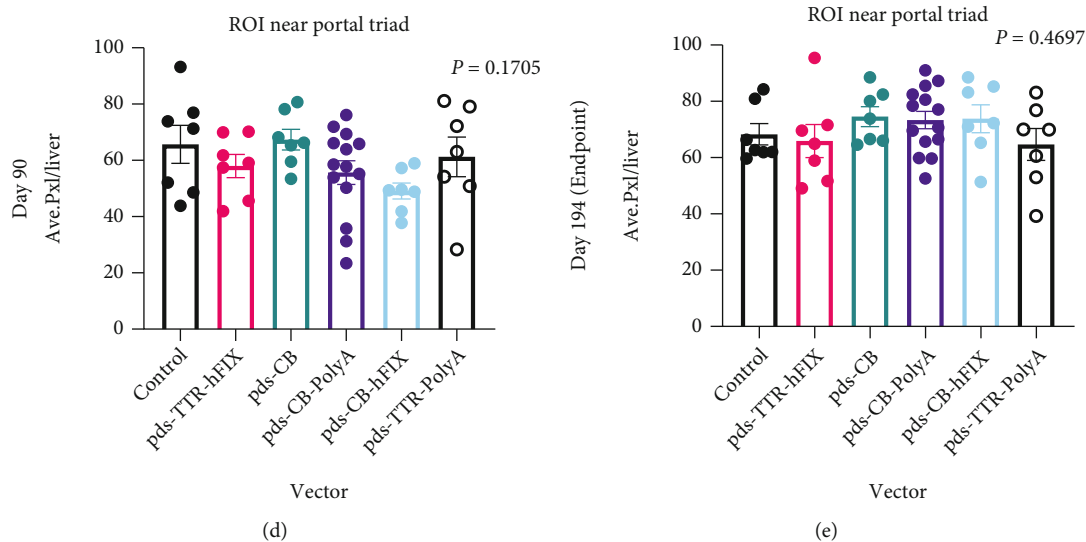 ROI near portal triad
P = 0.1705
Day 90
Ave.Pxl/liver
100
80
60
40
20
0
Control
pds-TTR-hFIX
pds-CB
pds-CB-PolyA
pds-CB-hFIX
pds-TTR-PolyA
Vector
(d)
ROI near portal triad
P = 0.4697
Day 194 (Endpoint)
Ave.Pxl/liver
100
80
60
40
20
0
Control
pds-TTR-hFIX
pds-CB
pds-CB-PolyA
pds-CB-hFIX
pds-TTR-PolyA
Vector
(e)